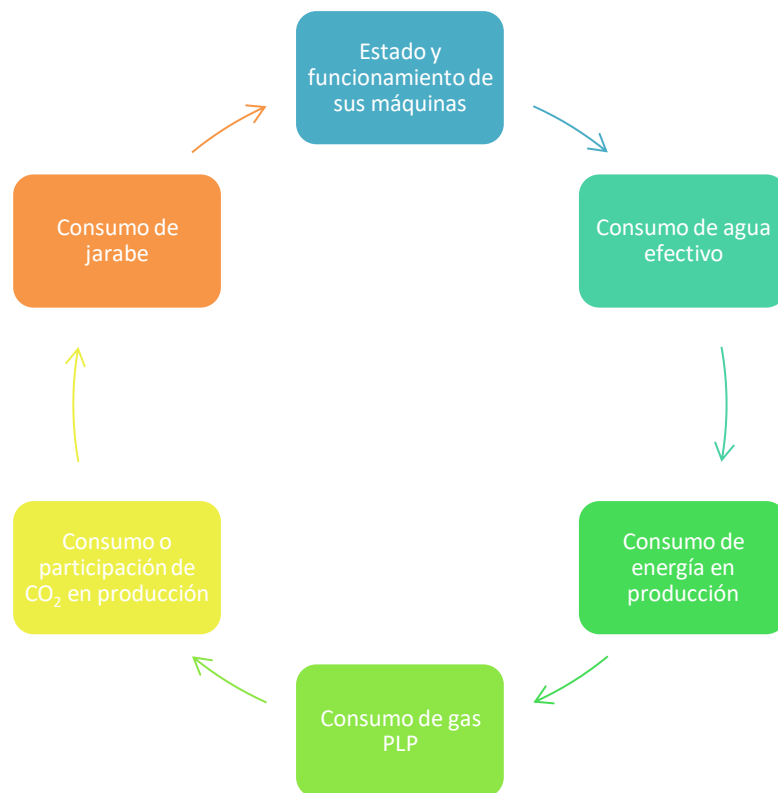 Estado y
funcionamiento de
sus máquinas
Consumo de agua
efectivo
Consumo de
energía en
producción
Consumo de gas
PLP
Consumo o
participación de
CO₂ en producción
Consumo de
jarabe